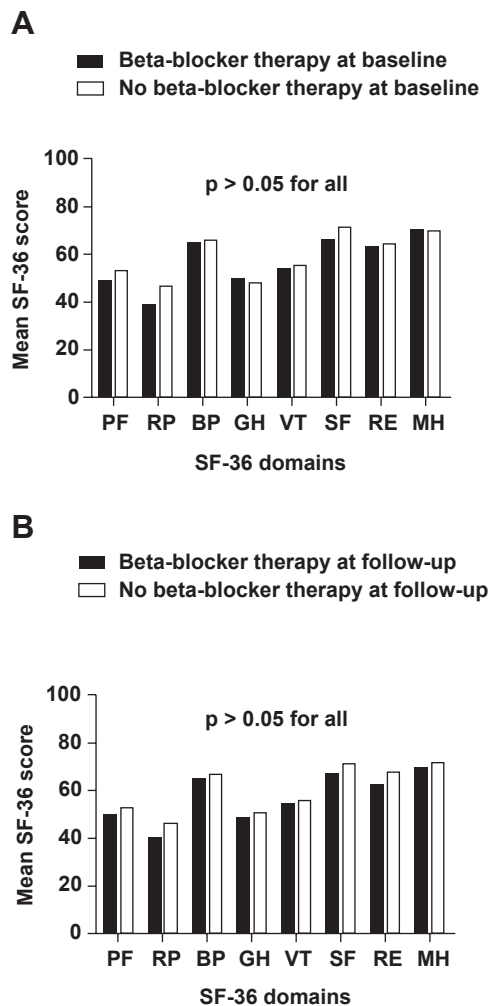 A
Beta-blocker therapy at baseline
No beta-blocker therapy at baseline
100
80
60
40
20
0
Mean SF-36 score
p > 0.05 for all
PF RP BP GH VT SF RE MH
SF-36 domains
B
Beta-blocker therapy at follow-up
No beta-blocker therapy at follow-up
100
80
60
40
20
0
Mean SF-36 score
p > 0.05 for all
PF RP BP GH VT SF RE MH
SF-36 domains